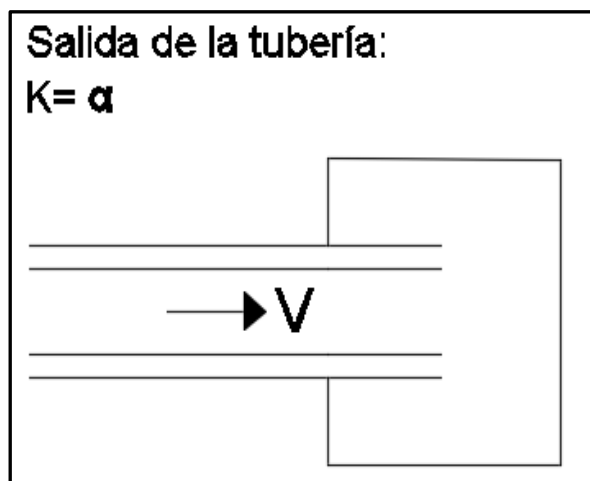 Salida de la tubería:
K= α
V